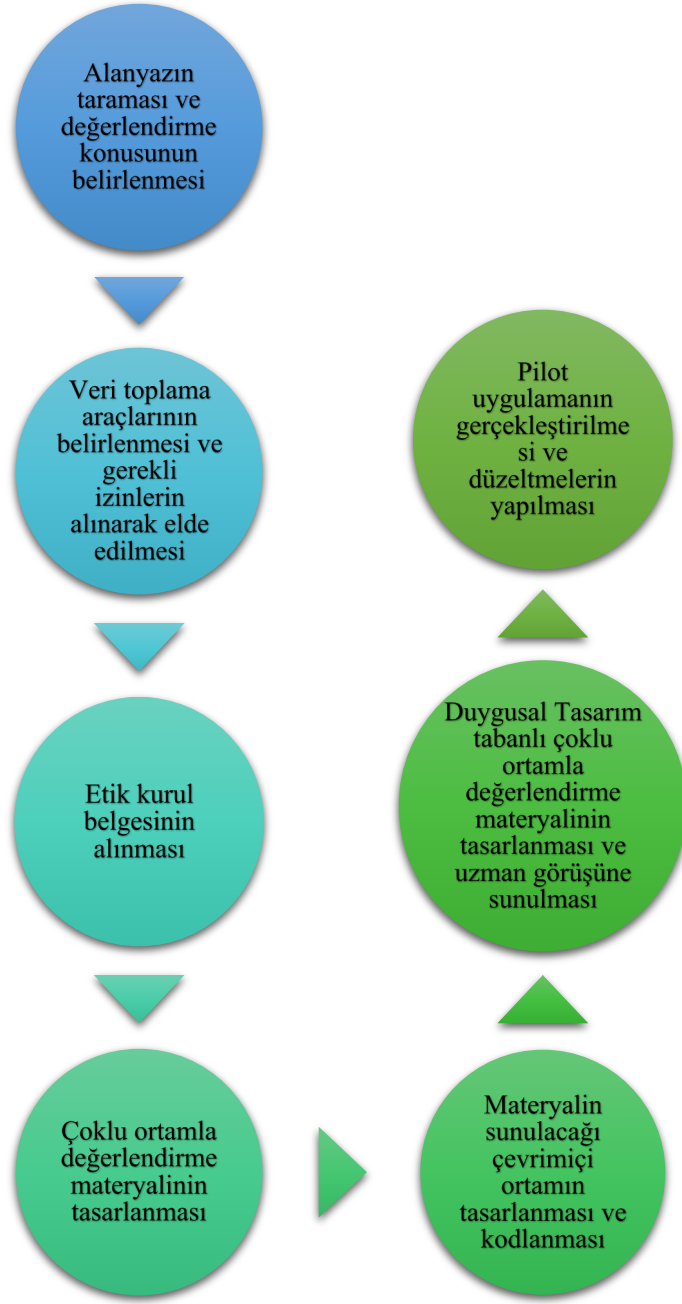 Alanyazın
taraması ve
değerlendirme
konusunun
belirlenmesi
Veri toplama
araçlarının
belirlenmesi ve
gerekli
izinlerin
alınarak elde
edilmesi
Etik kurul
belgesinin
alınması
Çoklu ortamla
değerlendirme
materyalinin
tasarlanması
Materyalin
sunulacağı
çevrimiçi
ortamın
tasarlanması ve
kodlanması
Duygusal Tasarım
tabanlı çoklu
ortamla
değerlendirme
materyalinin
tasarlanması ve
uzman görüşüne
sunulması
Pilot
uygulamanın
gerçekleştirilme
si ve
düzeltmelerin
yapılması